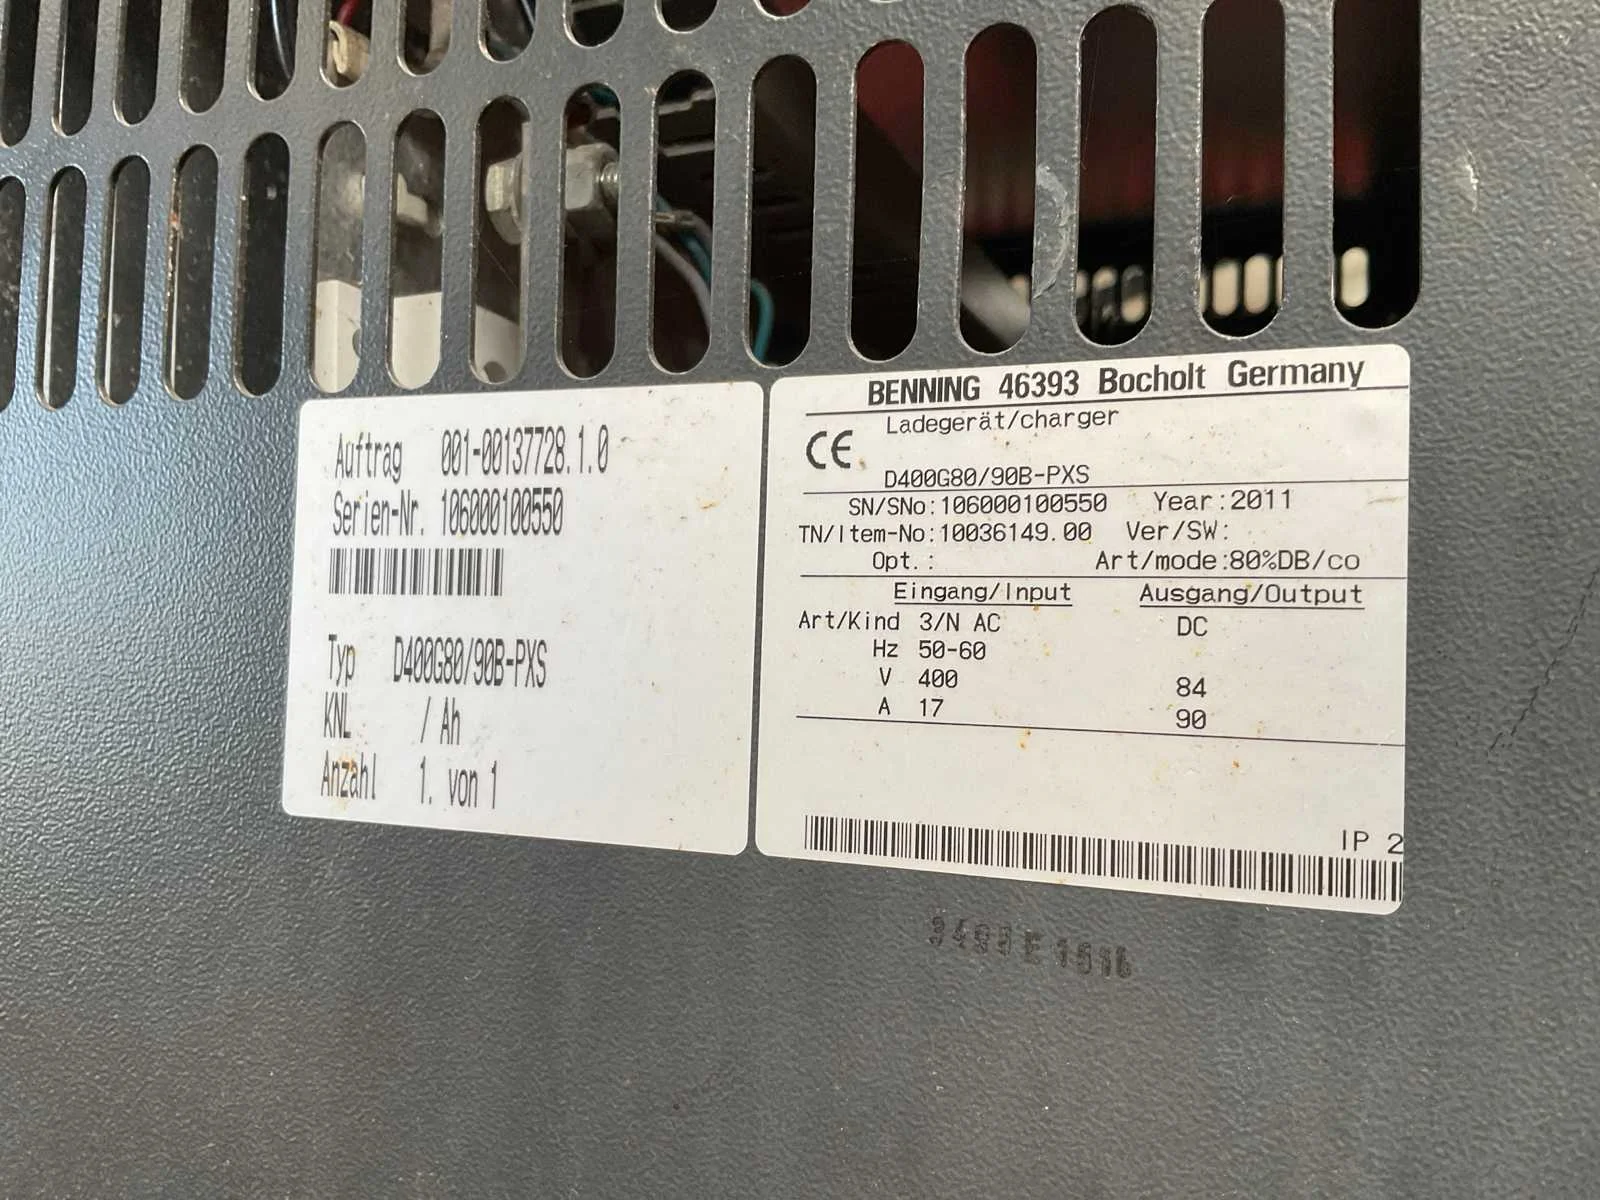 Auftrag 001-00137728.1.0
Serien-Nr. 106000100550
Typ D400G80/90B-PXS
KNL / Ah
Anzahl 1. von 1
BENNING 46393 Bocholt Germany
Ladegerät/charger
CE
D400G80/90B-PXS
SN/SNo:106000100550 Year:2011
TN/Item-No:10036149.00 Ver/SW:
Opt.: Art/mode:80%DB/co
Eingang/Input Ausgang/Output
Art/Kind 3/N AC DC
Hz 50-60
V 400 84
A 17 90
IP 2